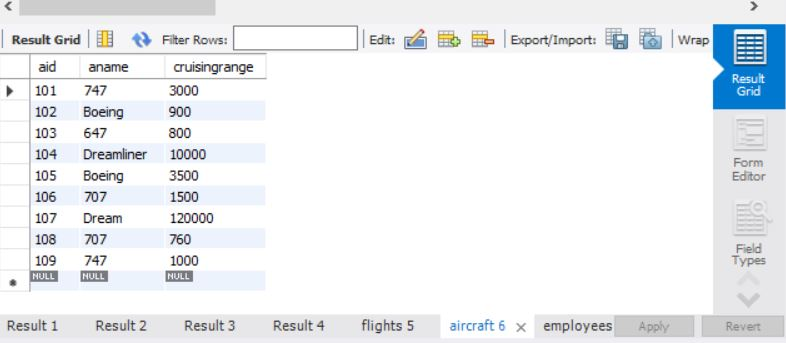 Result Grid Filter Rows: Edit: Export/Import: Wrap
Result
Grid
Form
Editor
Field
Types
aid aname cruisingrange
101 747 3000
102 Boeing 900
103 647 800
104 Dreamliner 10000
105 Boeing 3500
106 707 1500
107 Dream 120000
108 707 760
109 747 1000
NULL NULL NULL
Result 1 Result 2 Result 3 Result 4 flights 5 aircraft 6 employees Apply Revert